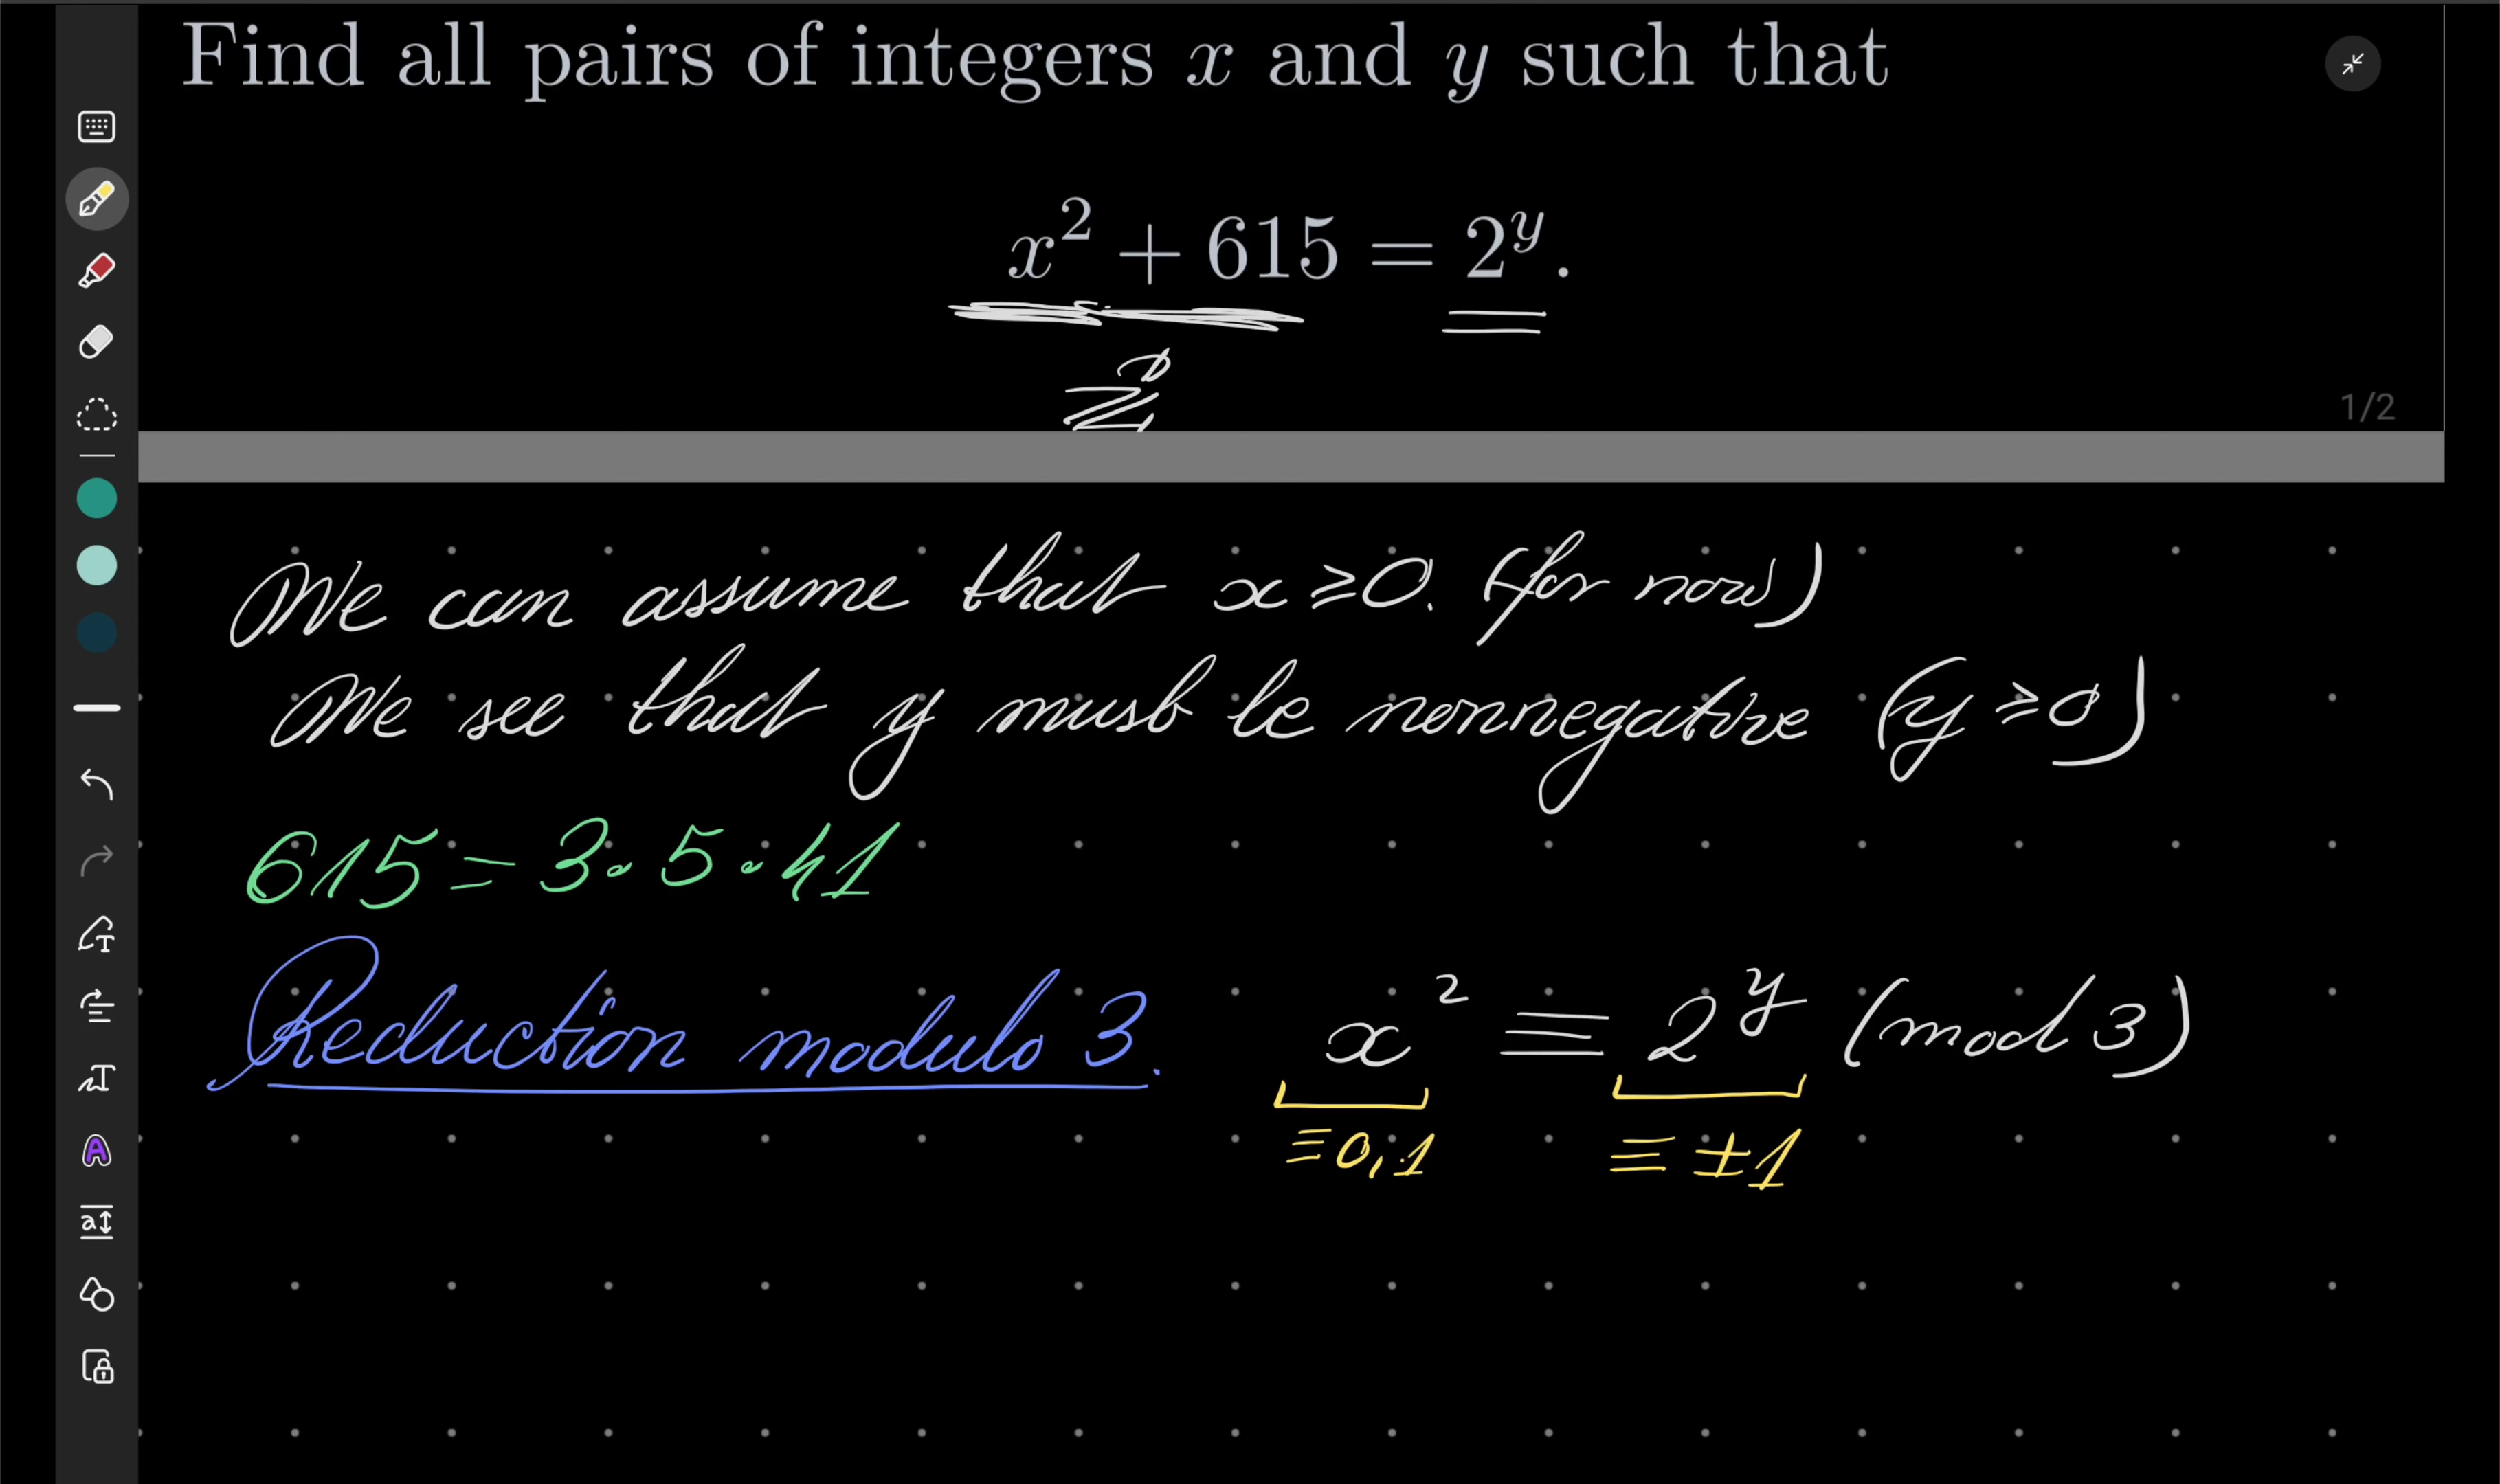 Find all pairs of integers x and y such that
x² + 615 = 2^y.
ℤ
1/2
We can assume that x ≥ 0. (for now)
We see that y must be nonnegative (y ≥ 0)
615 = 3 · 5 · 41
Reduction modulo 3. x² ≡ 2^y (mod 3)
≡ 0, 1 ≡ ±1